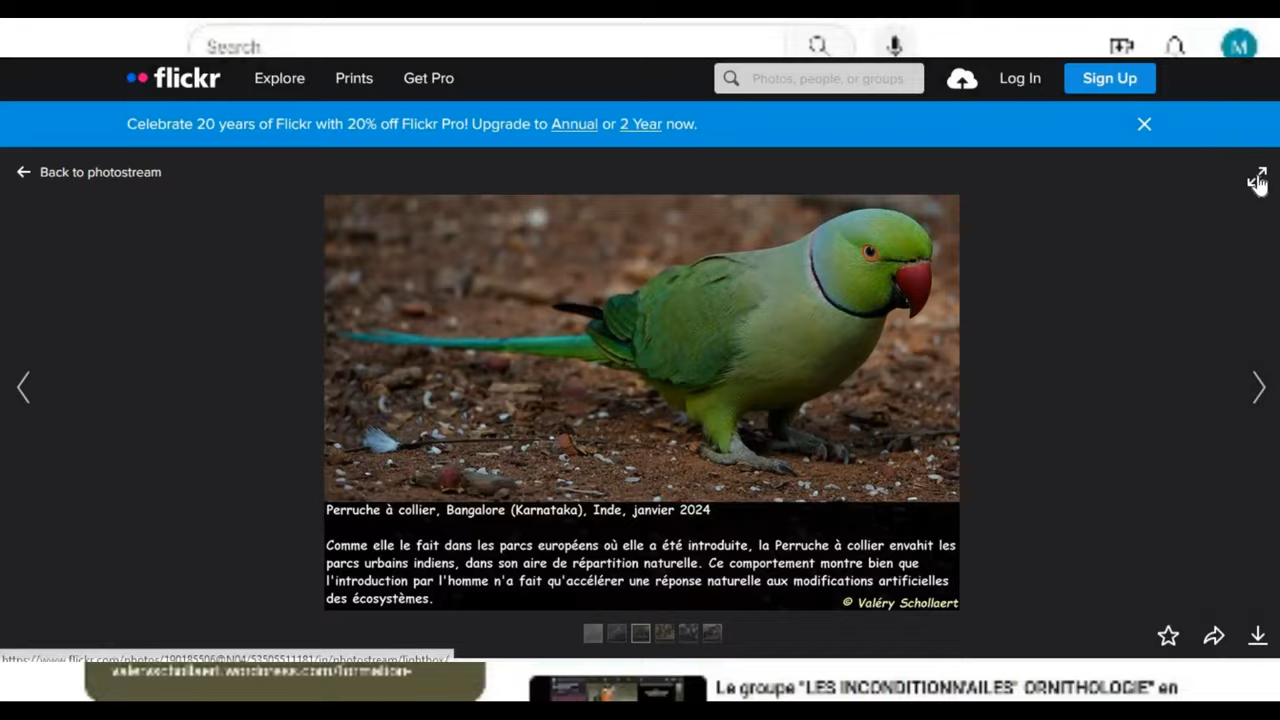 Search
M
flickr Explore Prints Get Pro Photos, people, or groups Log In Sign Up
Celebrate 20 years of Flickr with 20% off Flickr Pro! Upgrade to Annual or 2 Year now.
Back to photostream
Perruche à collier, Bangalore (Karnataka), Inde, janvier 2024
Comme elle le fait dans les parcs européens où elle a été introduite, la Perruche à collier envahit les
parcs urbains indiens, dans son aire de répartition naturelle. Ce comportement montre bien que
l'introduction par l'homme n'a fait qu'accélérer une réponse naturelle aux modifications artificielles
des écosystèmes.
© Valéry Schollaert
Le groupe "LES INCONDITIONN'AILES" ORNITHOLOGIE" en